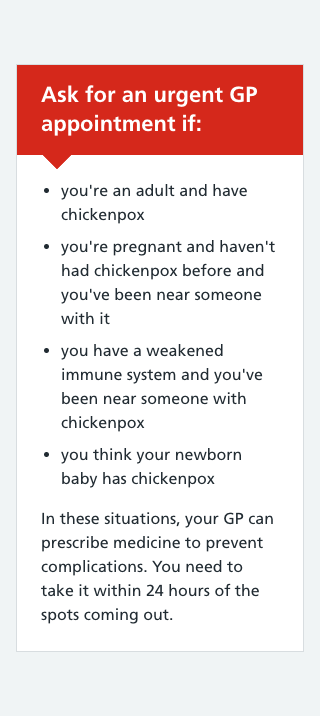 Ask for an urgent GP
appointment if:
• you're an adult and have
chickenpox
• you're pregnant and haven't
had chickenpox before and
you've been near someone
with it
• you have a weakened
immune system and you've
been near someone with
chickenpox
• you think your newborn
baby has chickenpox
In these situations, your GP can
prescribe medicine to prevent
complications. You need to
take it within 24 hours of the
spots coming out.